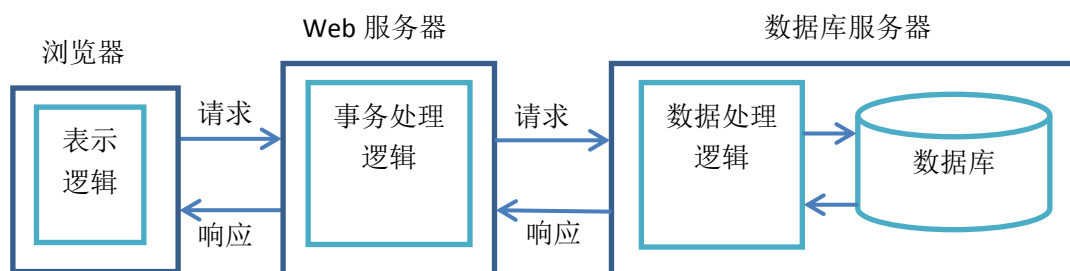 浏览器
Web 服务器
数据库服务器
表示
逻辑
请求
响应
事务处理
逻辑
请求
响应
数据处理
逻辑
数据库